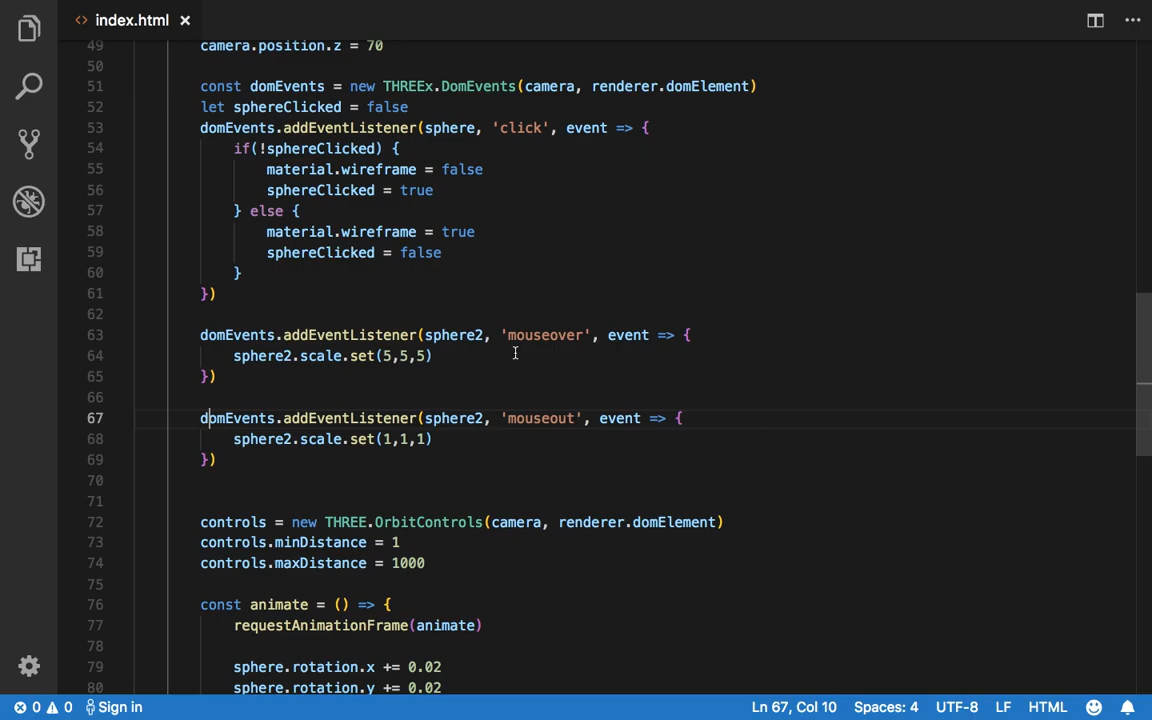 <> index.html ×
49 camera.position.z = 70
50
51 const domEvents = new THREEx.DomEvents(camera, renderer.domElement)
52 let sphereClicked = false
53 domEvents.addEventListener(sphere, 'click', event => {
54 if(!sphereClicked) {
55 material.wireframe = false
56 sphereClicked = true
57 } else {
58 material.wireframe = true
59 sphereClicked = false
60 }
61 })
62
63 domEvents.addEventListener(sphere2, 'mouseover', event => {
64 sphere2.scale.set(5,5,5)
65 })
66
67 domEvents.addEventListener(sphere2, 'mouseout', event => {
68 sphere2.scale.set(1,1,1)
69 })
70
71
72 controls = new THREE.OrbitControls(camera, renderer.domElement)
73 controls.minDistance = 1
74 controls.maxDistance = 1000
75
76 const animate = () => {
77 requestAnimationFrame(animate)
78
79 sphere.rotation.x += 0.02
80 sphere.rotation.y += 0.02
0 0 Sign in Ln 67, Col 10 Spaces: 4 UTF-8 LF HTML